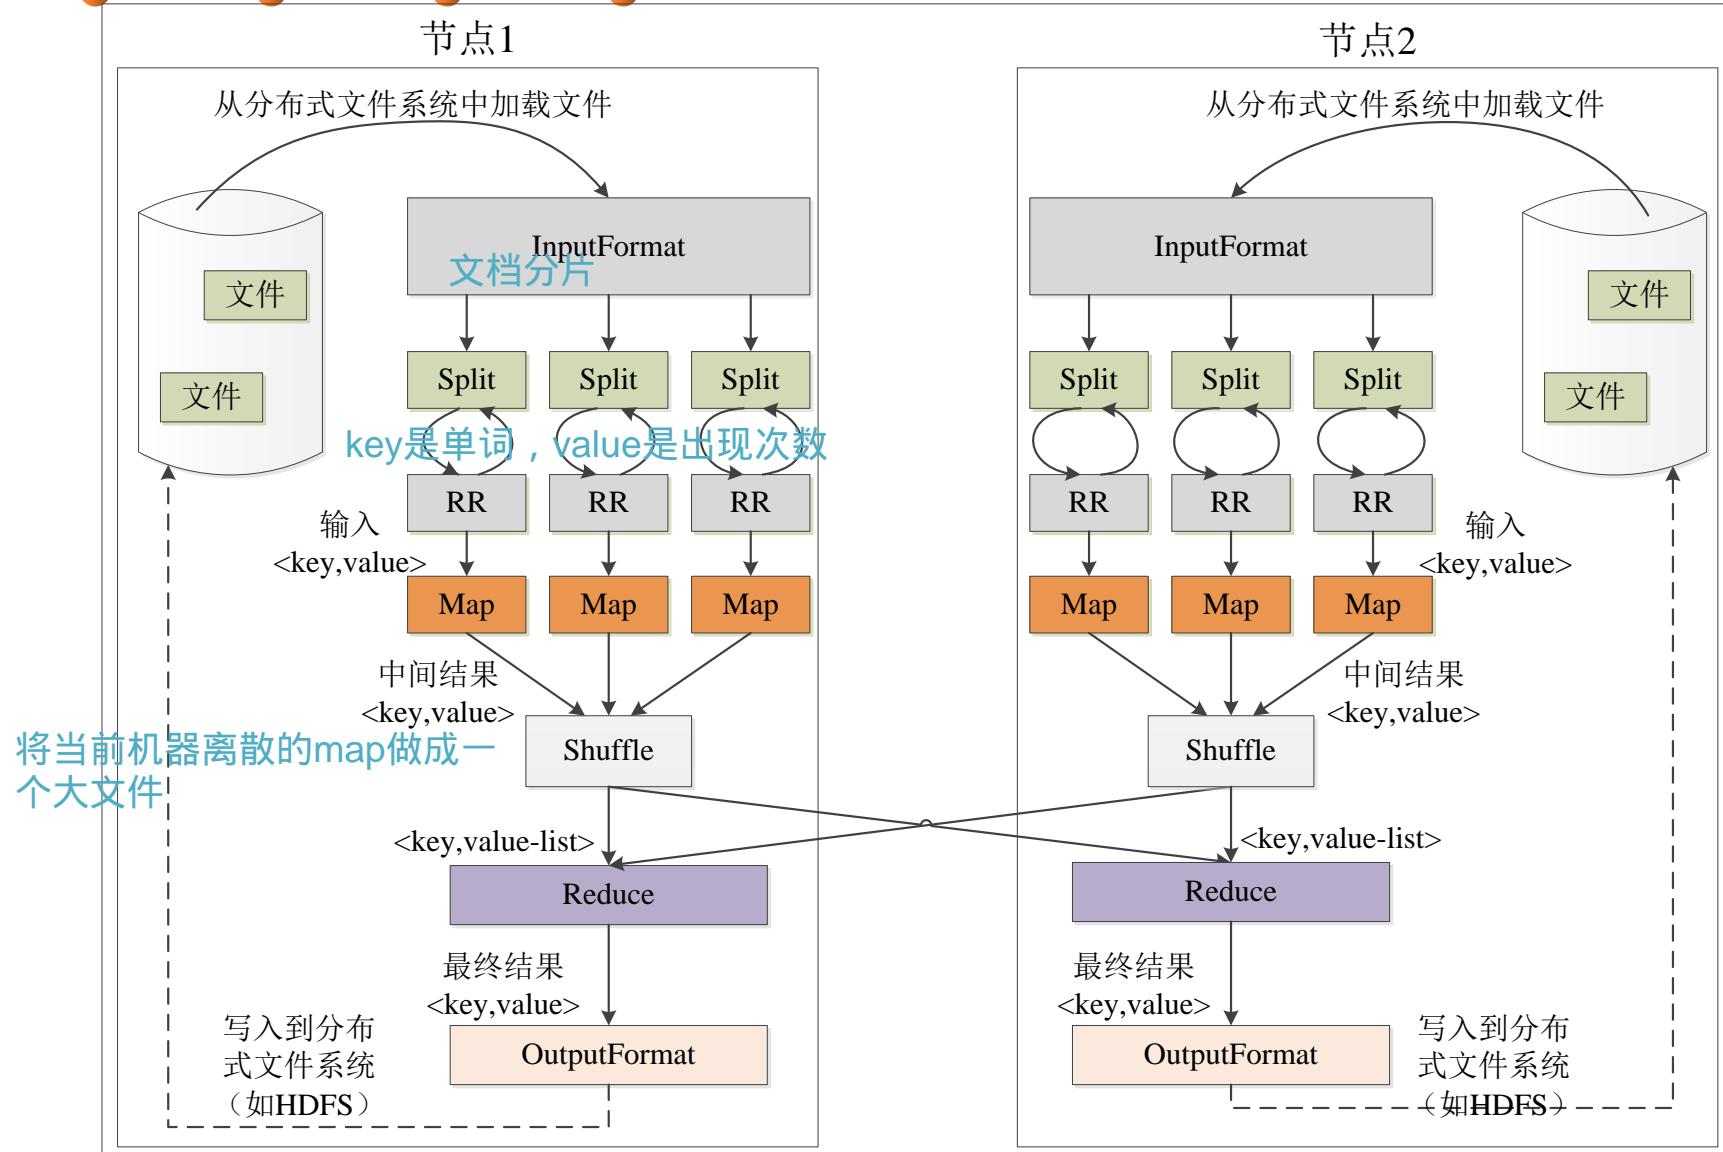 节点1
节点2
从分布式文件系统中加载文件
从分布式文件系统中加载文件
InputFormat
InputFormat
文档分片
文件
文件
文件
文件
Split
Split
Split
Split
Split
Split
key是单词，value是出现次数
RR
RR
RR
RR
RR
RR
输入
<key,value>
输入
<key,value>
Map
Map
Map
Map
Map
Map
中间结果
<key,value>
中间结果
<key,value>
将当前机器离散的map做成一
个大文件
Shuffle
Shuffle
<key,value-list>
<key,value-list>
Reduce
Reduce
最终结果
<key,value>
最终结果
<key,value>
写入到分布
式文件系统
（如HDFS）
OutputFormat
OutputFormat
写入到分布
式文件系统
（如HDFS）